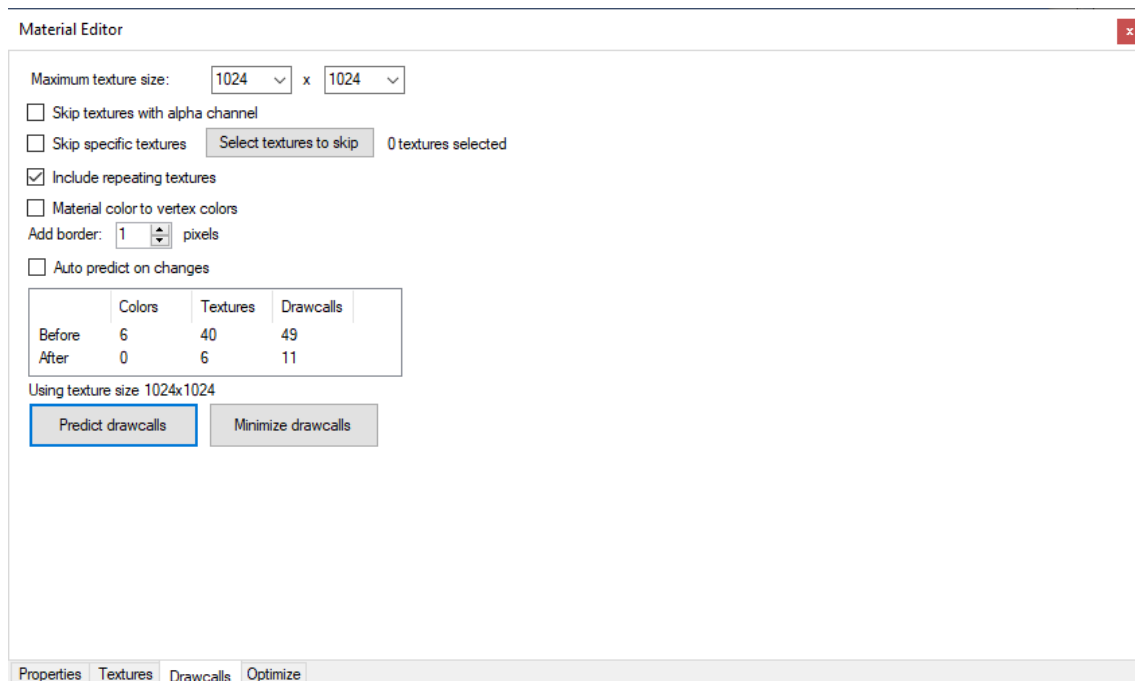 Material Editor
x
Maximum texture size: 1024 x 1024
Skip textures with alpha channel
Skip specific textures Select textures to skip 0 textures selected
Include repeating textures
Material color to vertex colors
Add border: 1 pixels
Auto predict on changes
Colors Textures Drawcalls
Before 6 40 49
After 0 6 11
Using texture size 1024x1024
Predict drawcalls Minimize drawcalls
Properties Textures Drawcalls Optimize